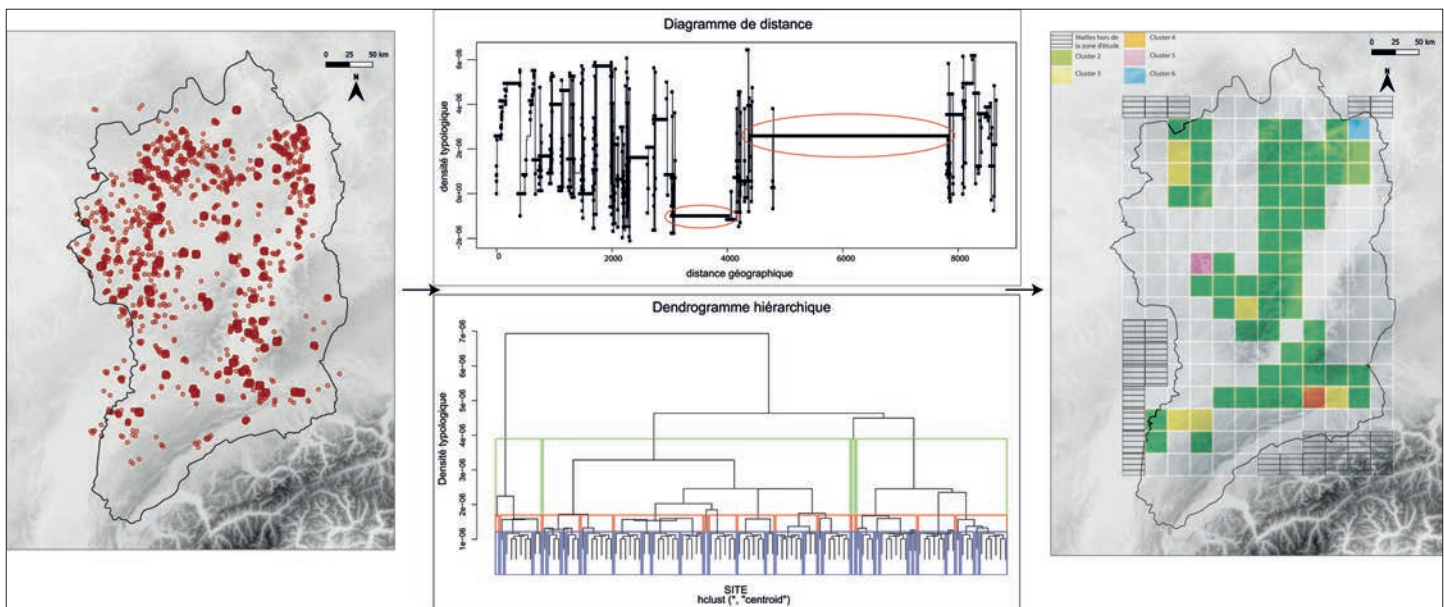 0 25 50 km
N
Diagramme de distance
densité typologique
-2e-06 0e+00 2e-06 4e-06 6e-06
0 2000 4000 6000 8000
distance géographique
Dendrogramme hiérarchique
Densité typologique
1e-06 2e-06 3e-06 4e-06 5e-06 6e-06 7e-06
SITE
hclust (*, "centroid")
Mailles hors de
la zone d'étude
Cluster 2
Cluster 3
Cluster 4
Cluster 5
Cluster 6
0 25 50 km
N